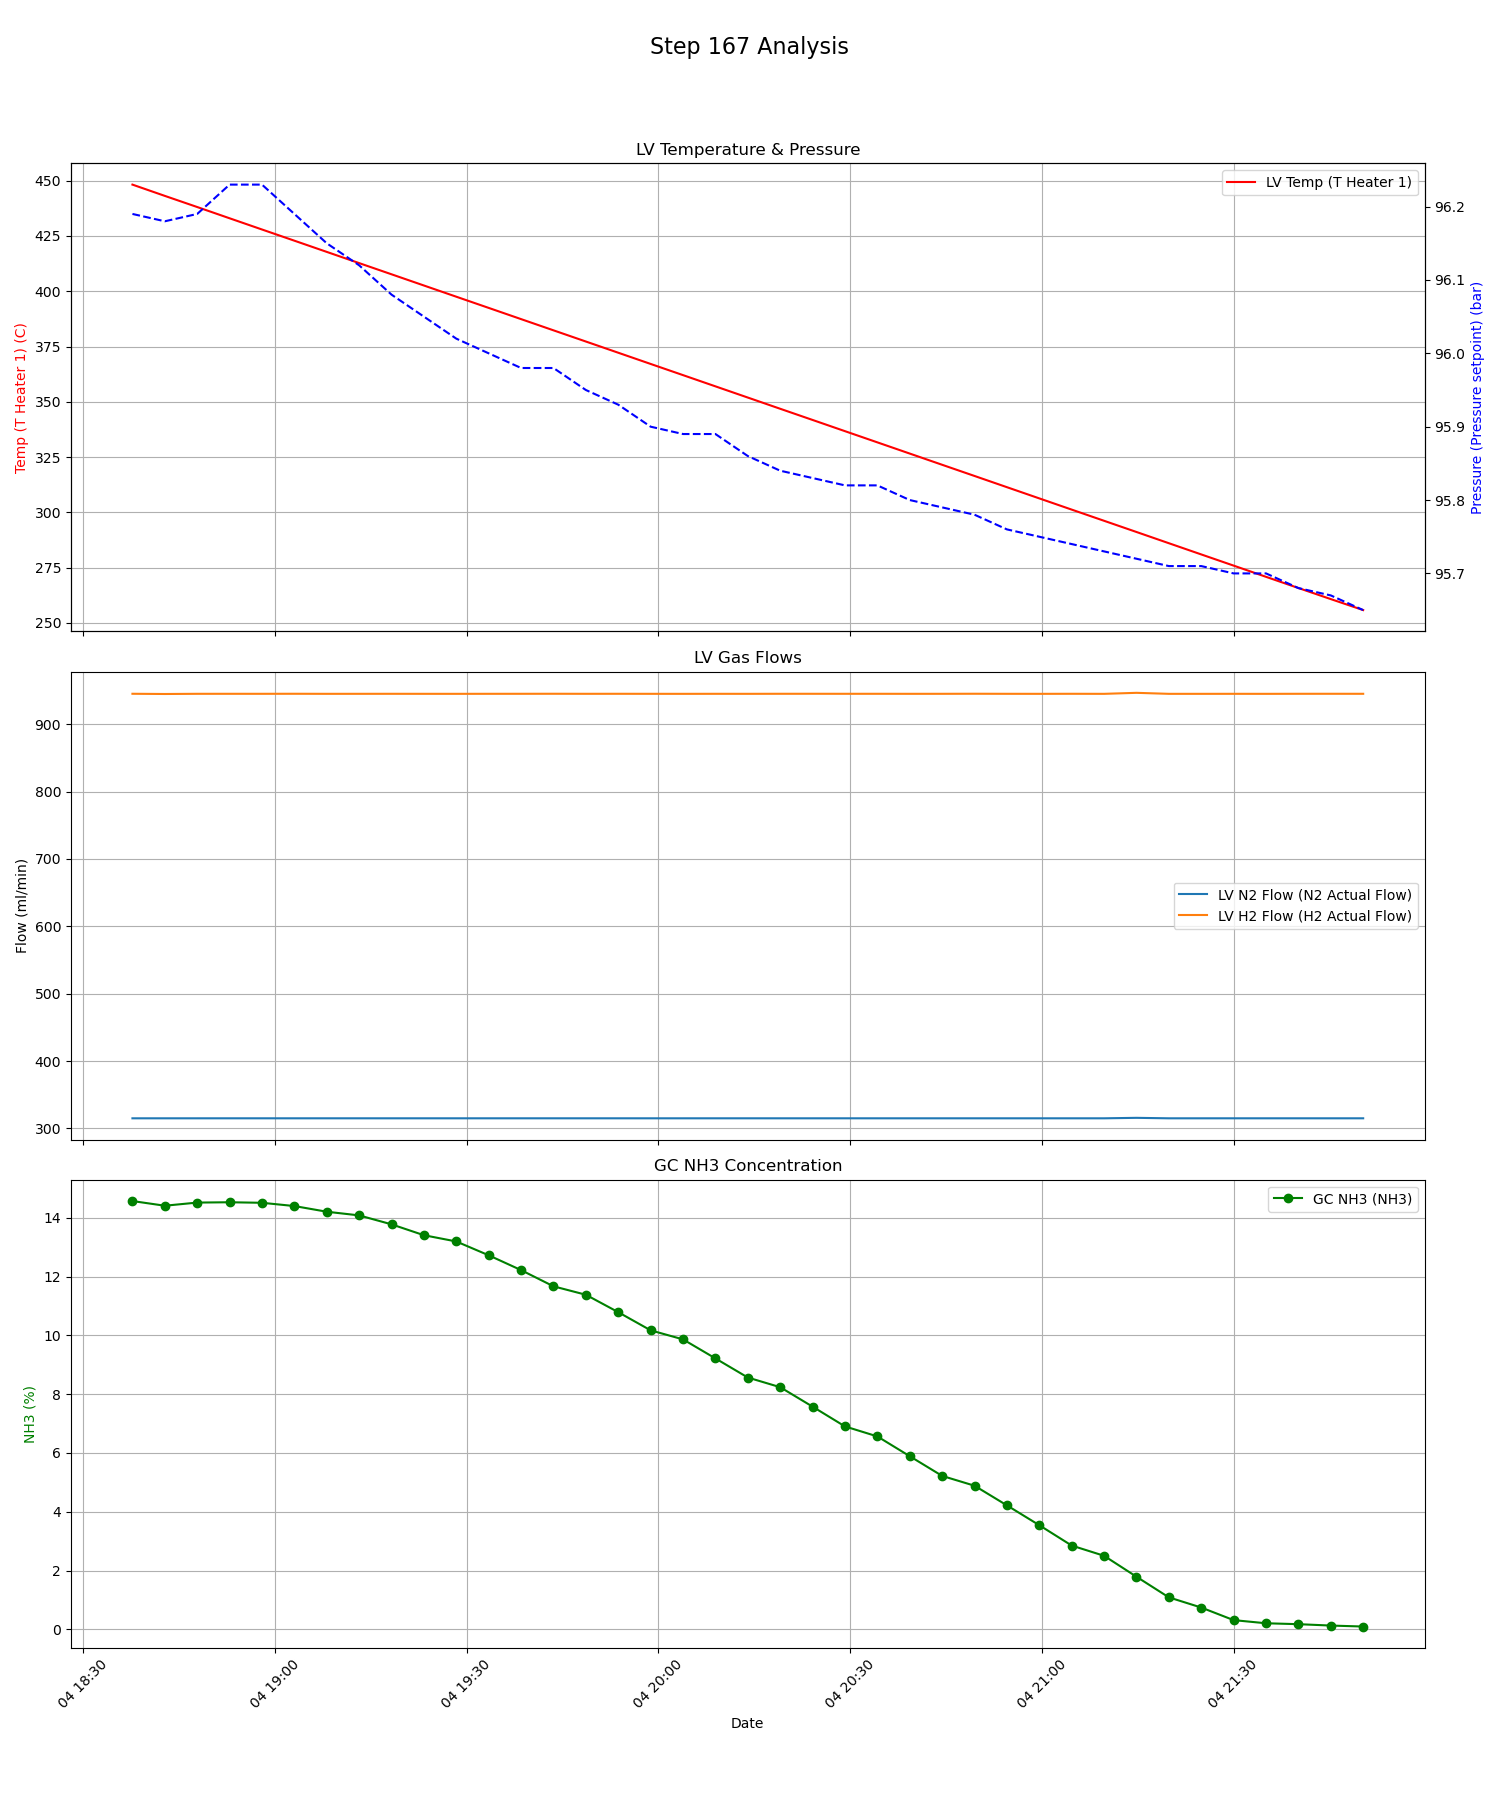 Step 167 Analysis
LV Temperature & Pressure
LV Temp (T Heater 1)
450
425
400
375
350
325
300
275
250
Temp (T Heater 1) (C)
96.2
96.1
96.0
95.9
95.8
95.7
Pressure (Pressure setpoint) (bar)
LV Gas Flows
900
800
700
600
500
400
300
Flow (ml/min)
LV N2 Flow (N2 Actual Flow)
LV H2 Flow (H2 Actual Flow)
GC NH3 Concentration
GC NH3 (NH3)
14
12
10
8
6
4
2
0
NH3 (%)
04 18:30
04 19:00
04 19:30
04 20:00
04 20:30
04 21:00
04 21:30
Date